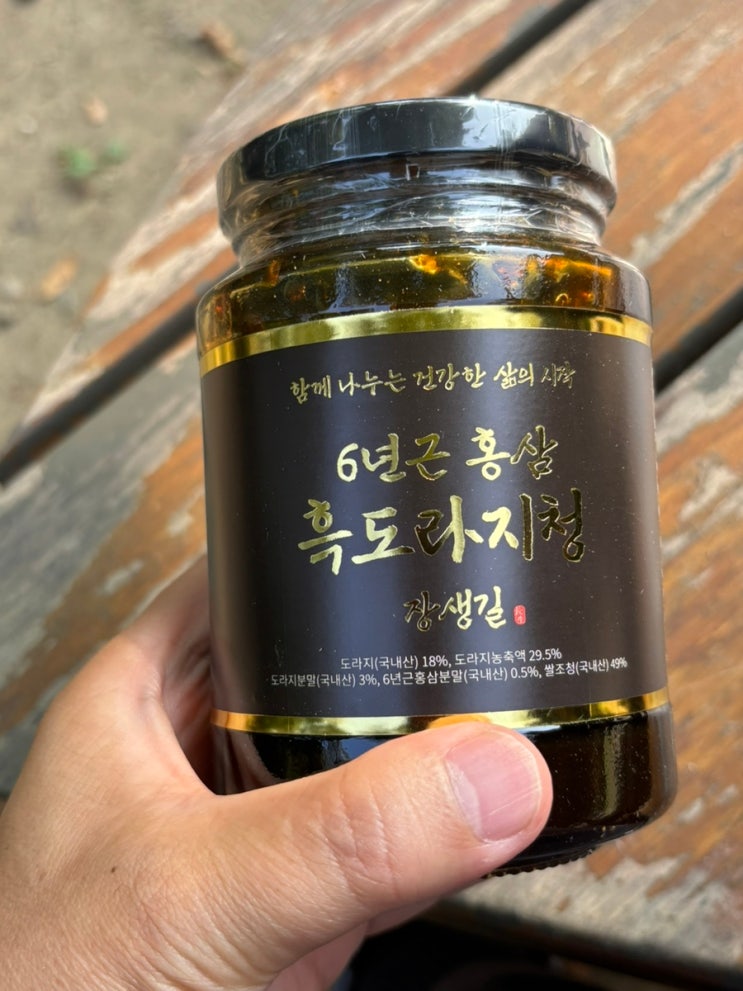 함께 나누는 건강한 삶의 시작
6년근 홍삼
흑도라지청
장생길
도라지(국내산) 18%, 도라지농축액 29.5%
도라지분말(국내산) 3%, 6년근홍삼분말(국내산) 0.5%, 쌀조청(국내산) 49%